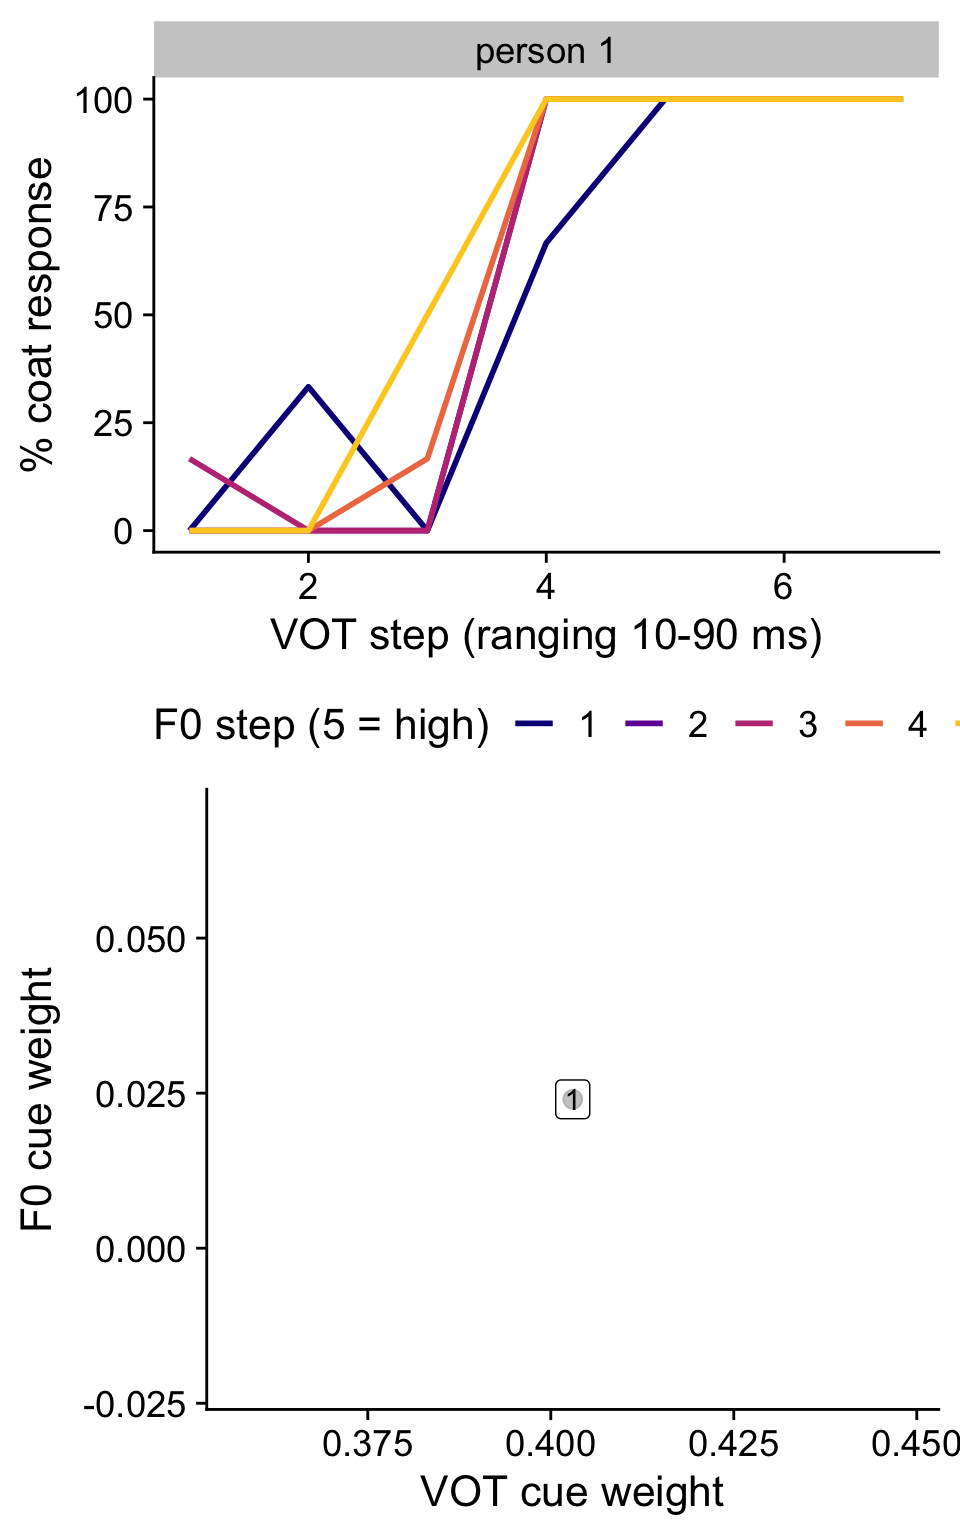 person 1
100
75
50
25
0
% coat response
2 4 6
VOT step (ranging 10-90 ms)
F0 step (5 = high) 1 2 3 4
0.050
0.025
0.000
-0.025
F0 cue weight
1
0.375 0.400 0.425 0.450
VOT cue weight